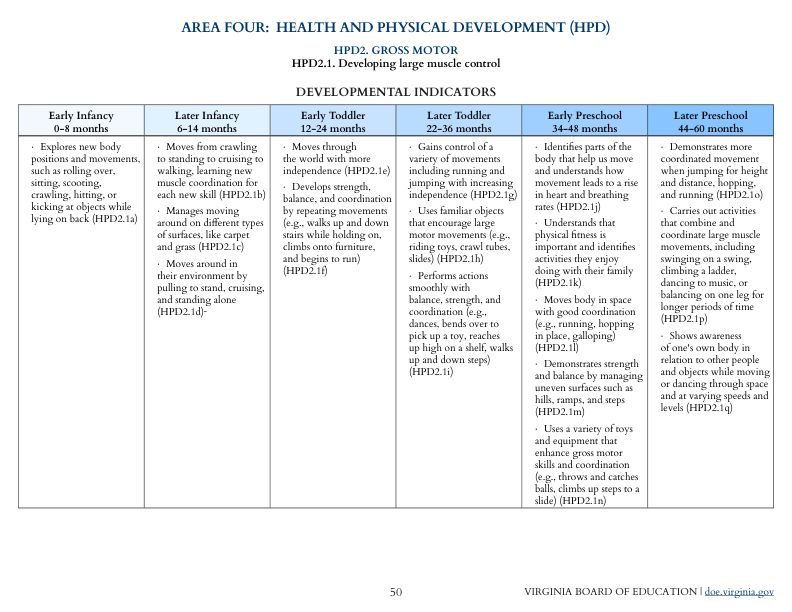 AREA FOUR:  HEALTH AND PHYSICAL DEVELOPMENT (HPD)
HPD2. GROSS MOTOR
HPD2.1. Developing large muscle control
DEVELOPMENTAL INDICATORS
Early Infancy
0–8 months
· Explores new body
positions and movements,
such as rolling over,
sitting, scooting,
crawling, hitting, or
kicking at objects while
lying on back (HPD2.1a)
Later Infancy
6–14 months
· Moves from crawling
to standing to cruising to
walking, learning new
muscle coordination for
each new skill (HPD2.1b)
· Manages moving
around on different types
of surfaces, like carpet
and grass (HPD2.1c)
· Moves around in
their environment by
pulling to stand, cruising,
and standing alone
(HPD2.1d)-
Early Toddler
12–24 months
· Moves through
the world with more
independence (HPD2.1e)
· Develops strength,
balance, and coordination
by repeating movements
(e.g., walks up and down
stairs while holding on,
climbs onto furniture,
and begins to run)
(HPD2.1f)
Later Toddler
22–36 months
· Gains control of a
variety of movements
including running and
jumping with increasing
independence (HPD2.1g)
· Uses familiar objects
that encourage large
motor movements (e.g.,
riding toys, crawl tubes,
slides) (HPD2.1h)
· Performs actions
smoothly with
balance, strength, and
coordination (e.g.,
dances, bends over to
pick up a toy, reaches
up high on a shelf, walks
up and down steps)
(HPD2.1i)
Early Preschool
34–48 months
· Identifies parts of the
body that help us move
and understands how
movement leads to a rise
in heart and breathing
rates (HPD2.1j)
· Understands that
physical fitness is
important and identifies
activities they enjoy
doing with their family
(HPD2.1k)
· Moves body in space
with good coordination
(e.g., running, hopping
in place, galloping)
(HPD2.1l)
· Demonstrates strength
and balance by managing
uneven surfaces such as
hills, ramps, and steps
(HPD2.1m)
· Uses a variety of toys
and equipment that
enhance gross motor
skills and coordination
(e.g., throws and catches
balls, climbs up steps to a
slide) (HPD2.1n)
Later Preschool
44–60 months
· Demonstrates more
coordinated movement
when jumping for height
and distance, hopping,
and running (HPD2.1o)
· Carries out activities
that combine and
coordinate large muscle
movements, including
swinging on a swing,
climbing a ladder,
dancing to music, or
balancing on one leg for
longer periods of time
(HPD2.1p)
· Shows awareness
of one's own body in
relation to other people
and objects while moving
or dancing through space
and at varying speeds and
levels (HPD2.1q)
50
VIRGINIA BOARD OF EDUCATION | doe.virginia.gov